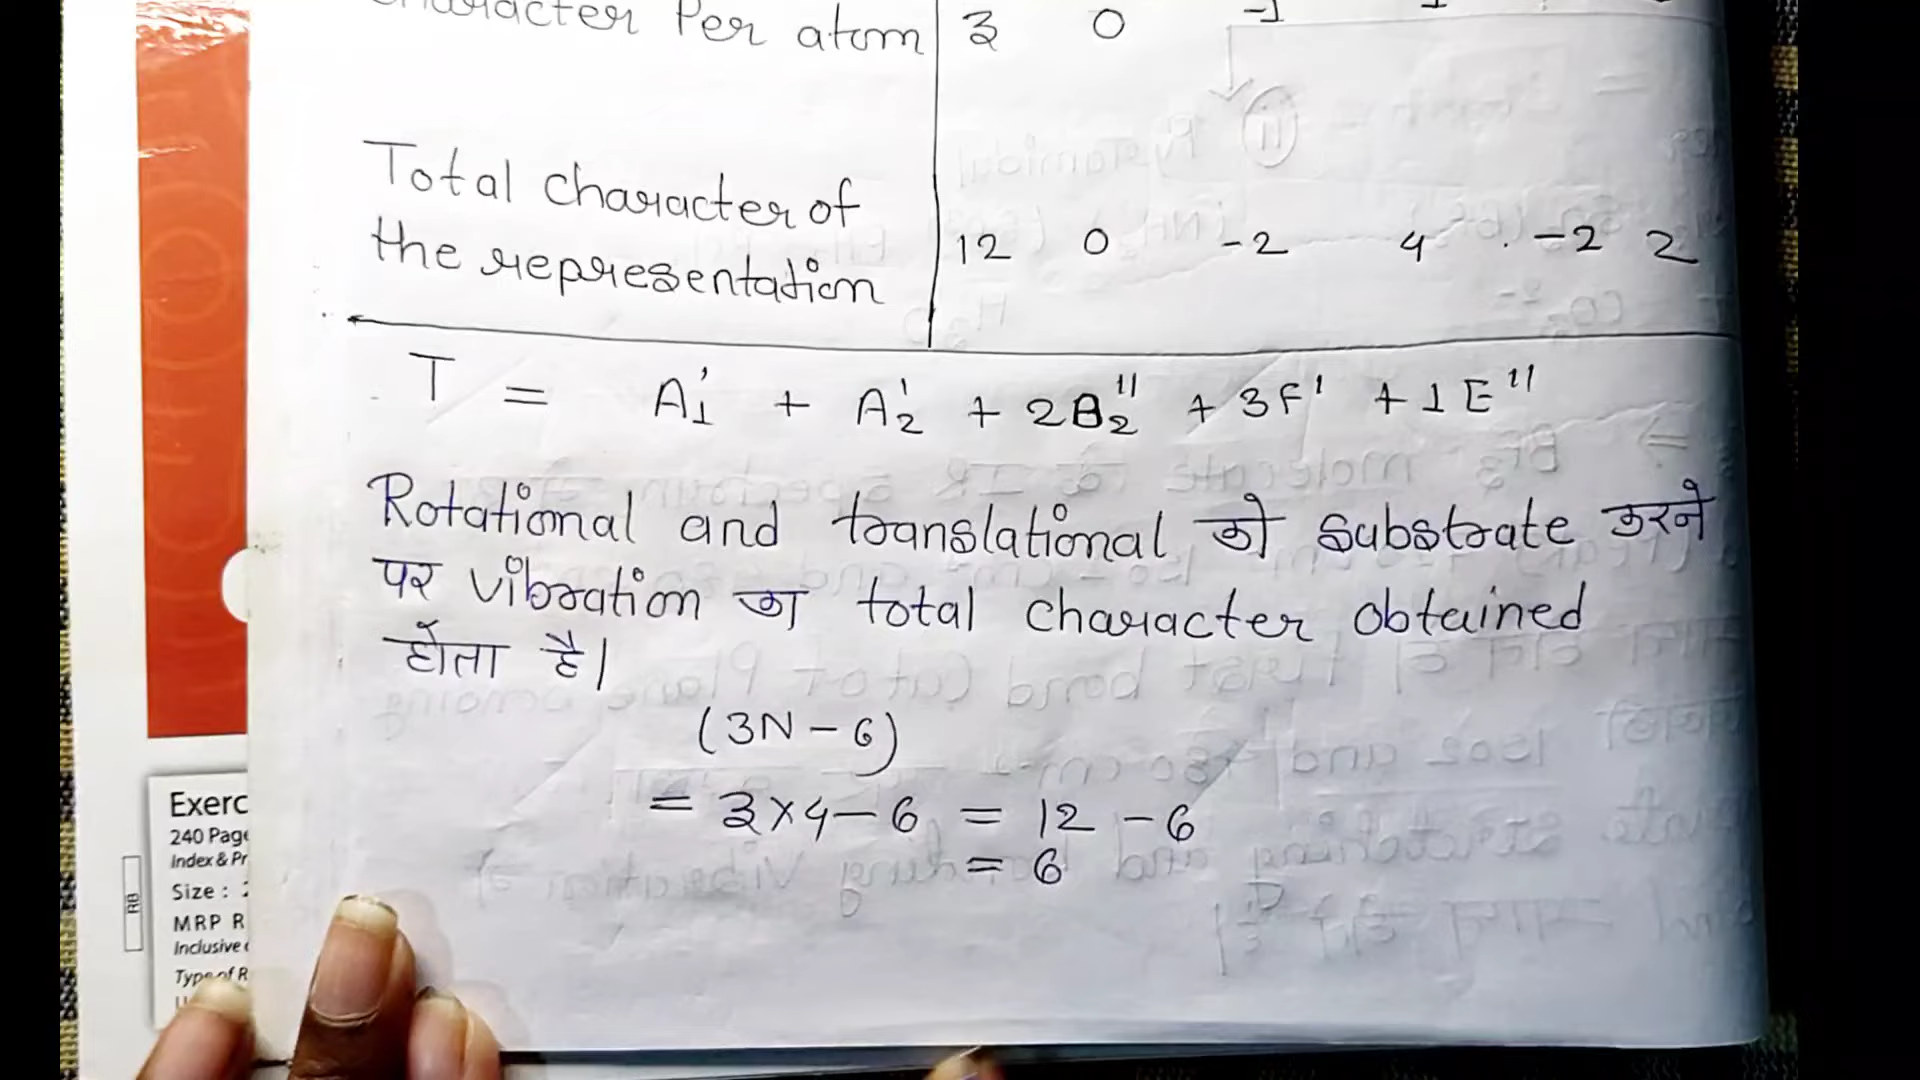 Character Per atom 3 0 -1 1
Total character of
the representation 12 0 -2 4 -2 2
T = A₁' + A₂' + 2B₂'' + 3E' + 1E''
Rotational and translational को substrate करने
पर vibration का total character obtained
होता है।
(3N - 6)
= 3×4-6 = 12 - 6
= 6
Exerc
240 Page
Index & Pr
Size :
MRP R
Inclusive
Type of R
RB